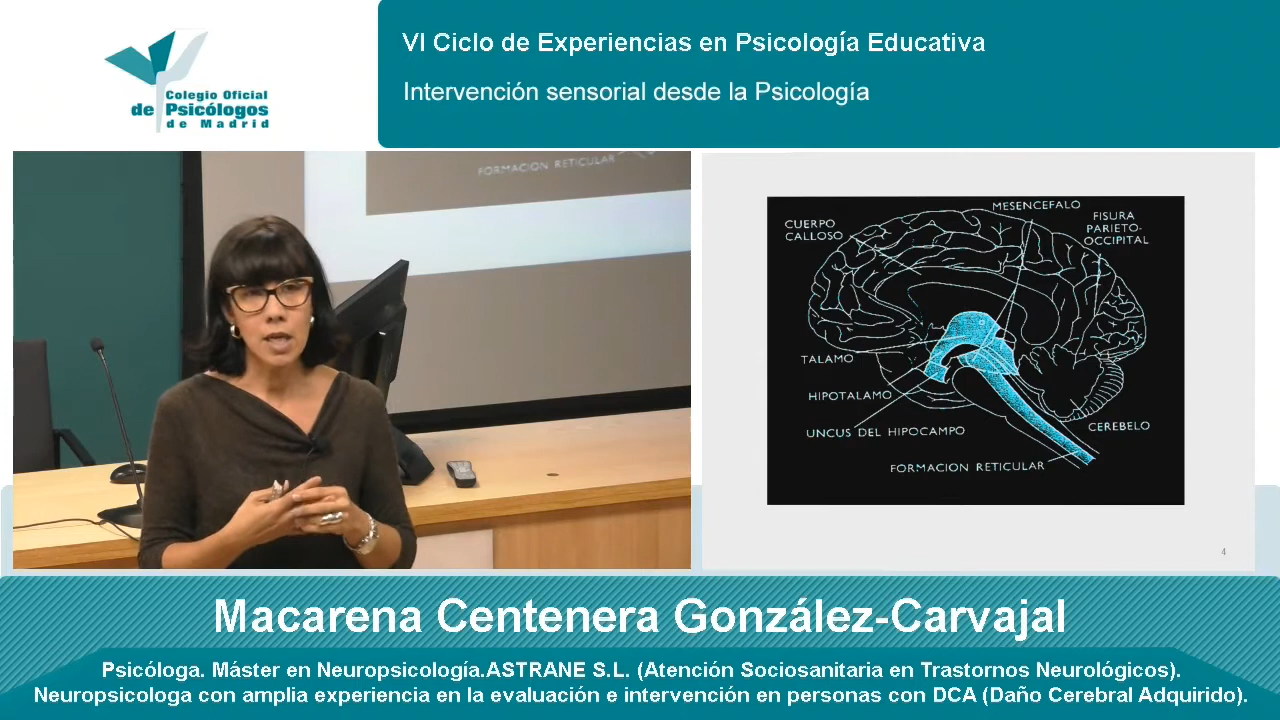 VI Ciclo de Experiencias en Psicología Educativa
Intervención sensorial desde la Psicología
Colegio Oficial
de Psicólogos
de Madrid
FORMACION RETICULAR
MESENCEFALO
CUERPO
CALLOSO
FISURA
PARIETO-
OCCIPITAL
TALAMO
HIPOTALAMO
UNCUS DEL HIPOCAMPO
CEREBELO
FORMACION RETICULAR
4
Macarena Centenera González-Carvajal
Psicóloga. Máster en Neuropsicología.ASTRANE S.L. (Atención Sociosanitaria en Trastornos Neurológicos).
Neuropsicologa con amplia experiencia en la evaluación e intervención en personas con DCA (Daño Cerebral Adquirido).